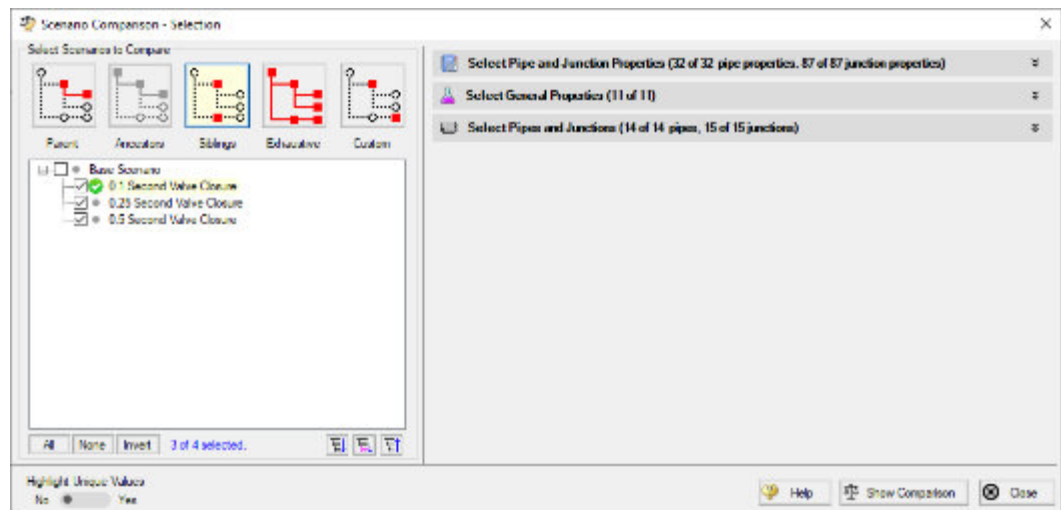 Scenario Comparison - Selection
Select Scenarios to Compare
Parent Ancestors Siblings Exhaustive Custom
Base Scenario
0.1 Second Valve Closure
0.25 Second Valve Closure
0.5 Second Valve Closure
All None Invert 3 of 4 selected.
Select Pipe and Junction Properties (32 of 32 pipe properties, 87 of 87 junction properties)
Select General Properties (11 of 11)
Select Pipes and Junctions (14 of 14 pipes, 15 of 15 junctions)
Highlight Unique Values
No Yes
Help Show Comparison Close